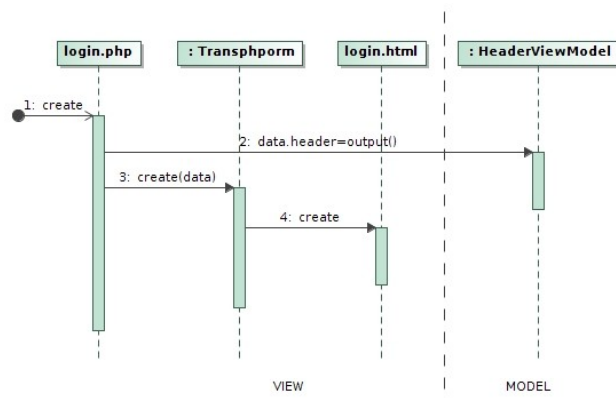 login.php
: Transphporm
login.html
: HeaderViewModel
1: create
2: data.header=output()
3: create(data)
4: create
VIEW
MODEL